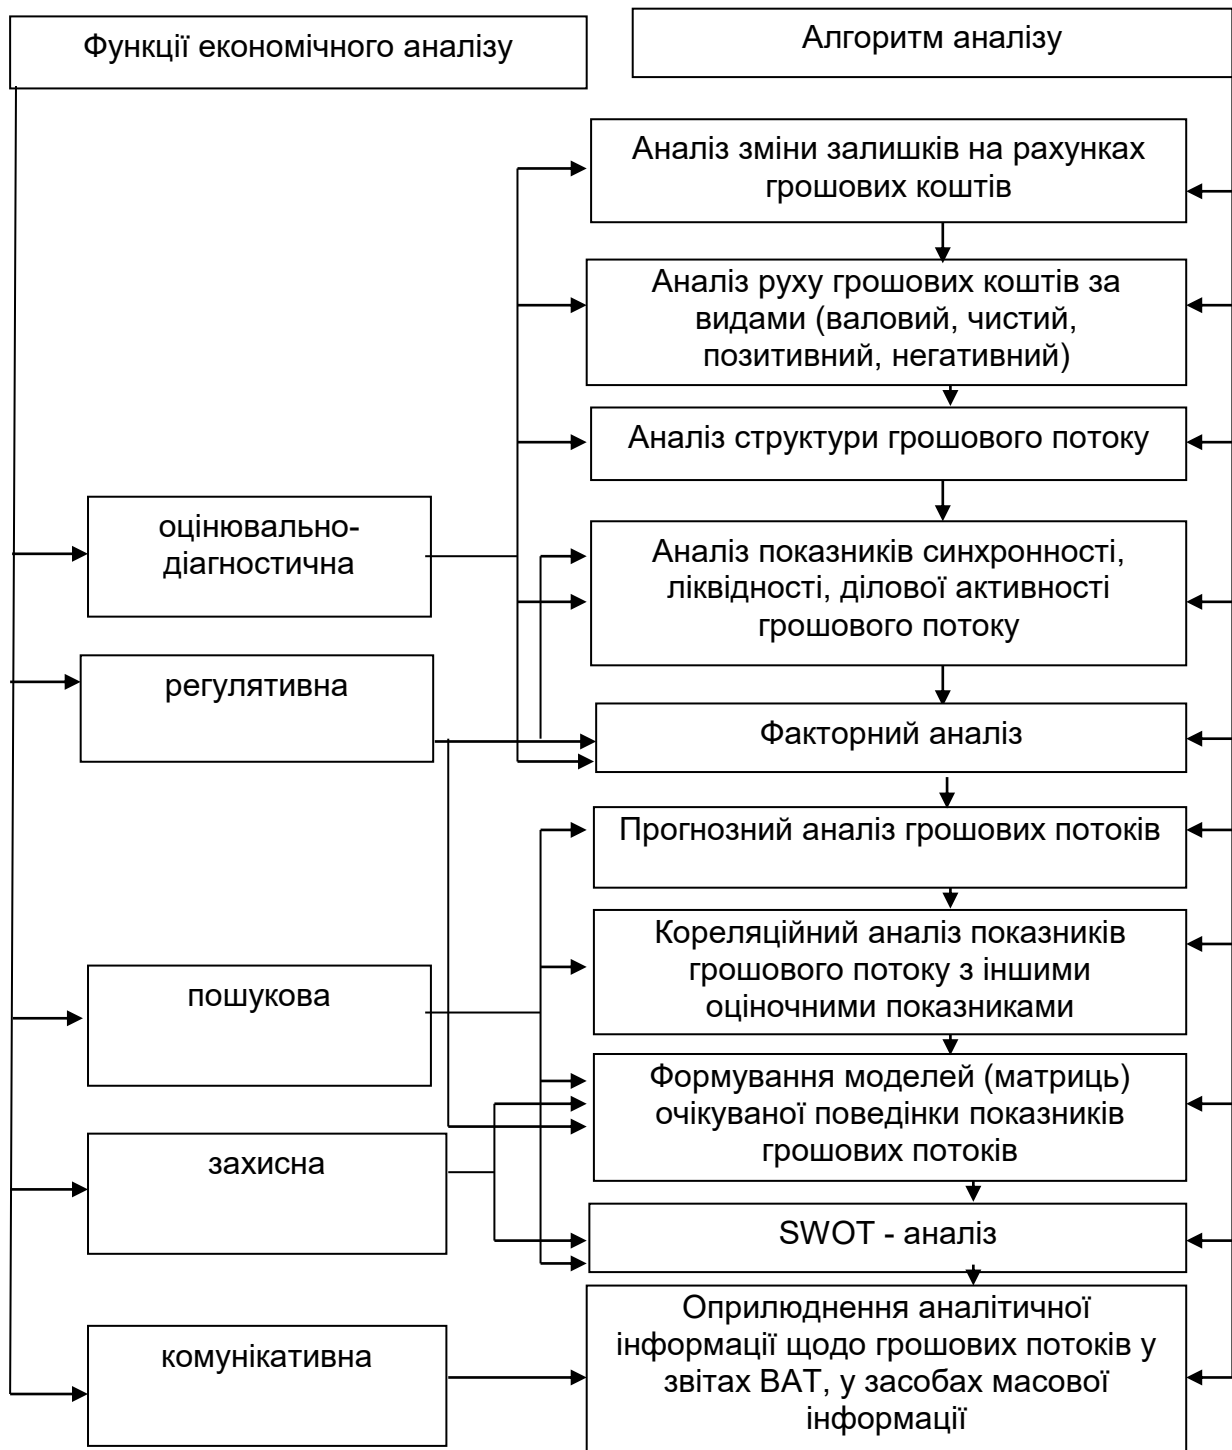 Функції економічного аналізу
Алгоритм аналізу
Аналіз зміни залишків на рахунках
грошових коштів
Аналіз руху грошових коштів за
видами (валовий, чистий,
позитивний, негативний)
Аналіз структури грошового потоку
оцінювально-
діагностична
Аналіз показників синхронності,
ліквідності, ділової активності
грошового потоку
регулятивна
Факторний аналіз
Прогнозний аналіз грошових потоків
Кореляційний аналіз показників
грошового потоку з іншими
оціночними показниками
пошукова
Формування моделей (матриць)
очікуваної поведінки показників
грошових потоків
захисна
SWOT - аналіз
Оприлюднення аналітичної
інформації щодо грошових потоків у
звітах ВАТ, у засобах масової
інформації
комунікативна